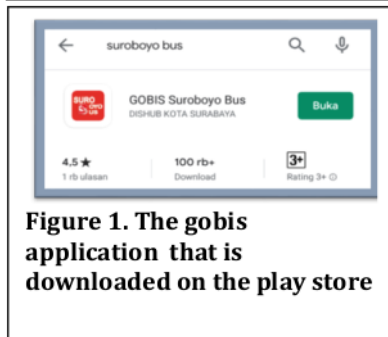 suroboyo bus
SURO
BUS
GOBIS Suroboyo Bus
DISHUB KOTA SURABAYA
Buka
4,5 ★
100 rb+
3+
1 rb ulasan
Download
Rating 3+
Figure 1. The gobis
application that is
downloaded on the play store